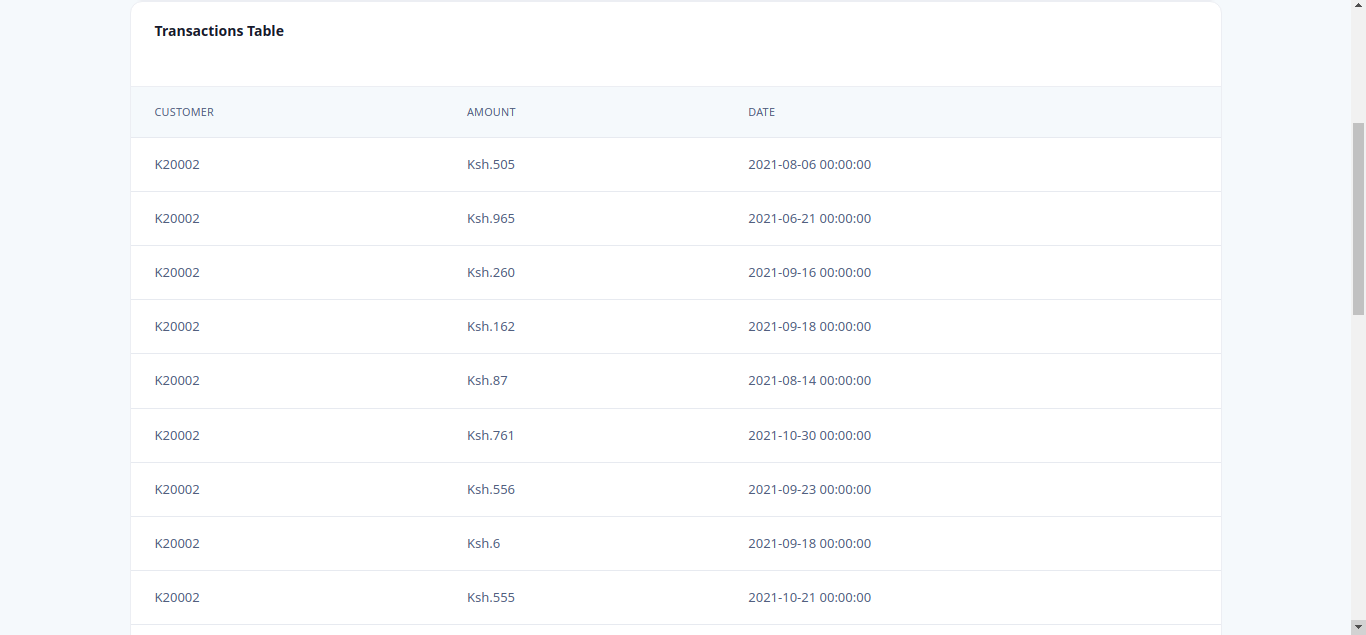 Transactions Table
CUSTOMER AMOUNT DATE
K20002 Ksh.505 2021-08-06 00:00:00
K20002 Ksh.965 2021-06-21 00:00:00
K20002 Ksh.260 2021-09-16 00:00:00
K20002 Ksh.162 2021-09-18 00:00:00
K20002 Ksh.87 2021-08-14 00:00:00
K20002 Ksh.761 2021-10-30 00:00:00
K20002 Ksh.556 2021-09-23 00:00:00
K20002 Ksh.6 2021-09-18 00:00:00
K20002 Ksh.555 2021-10-21 00:00:00